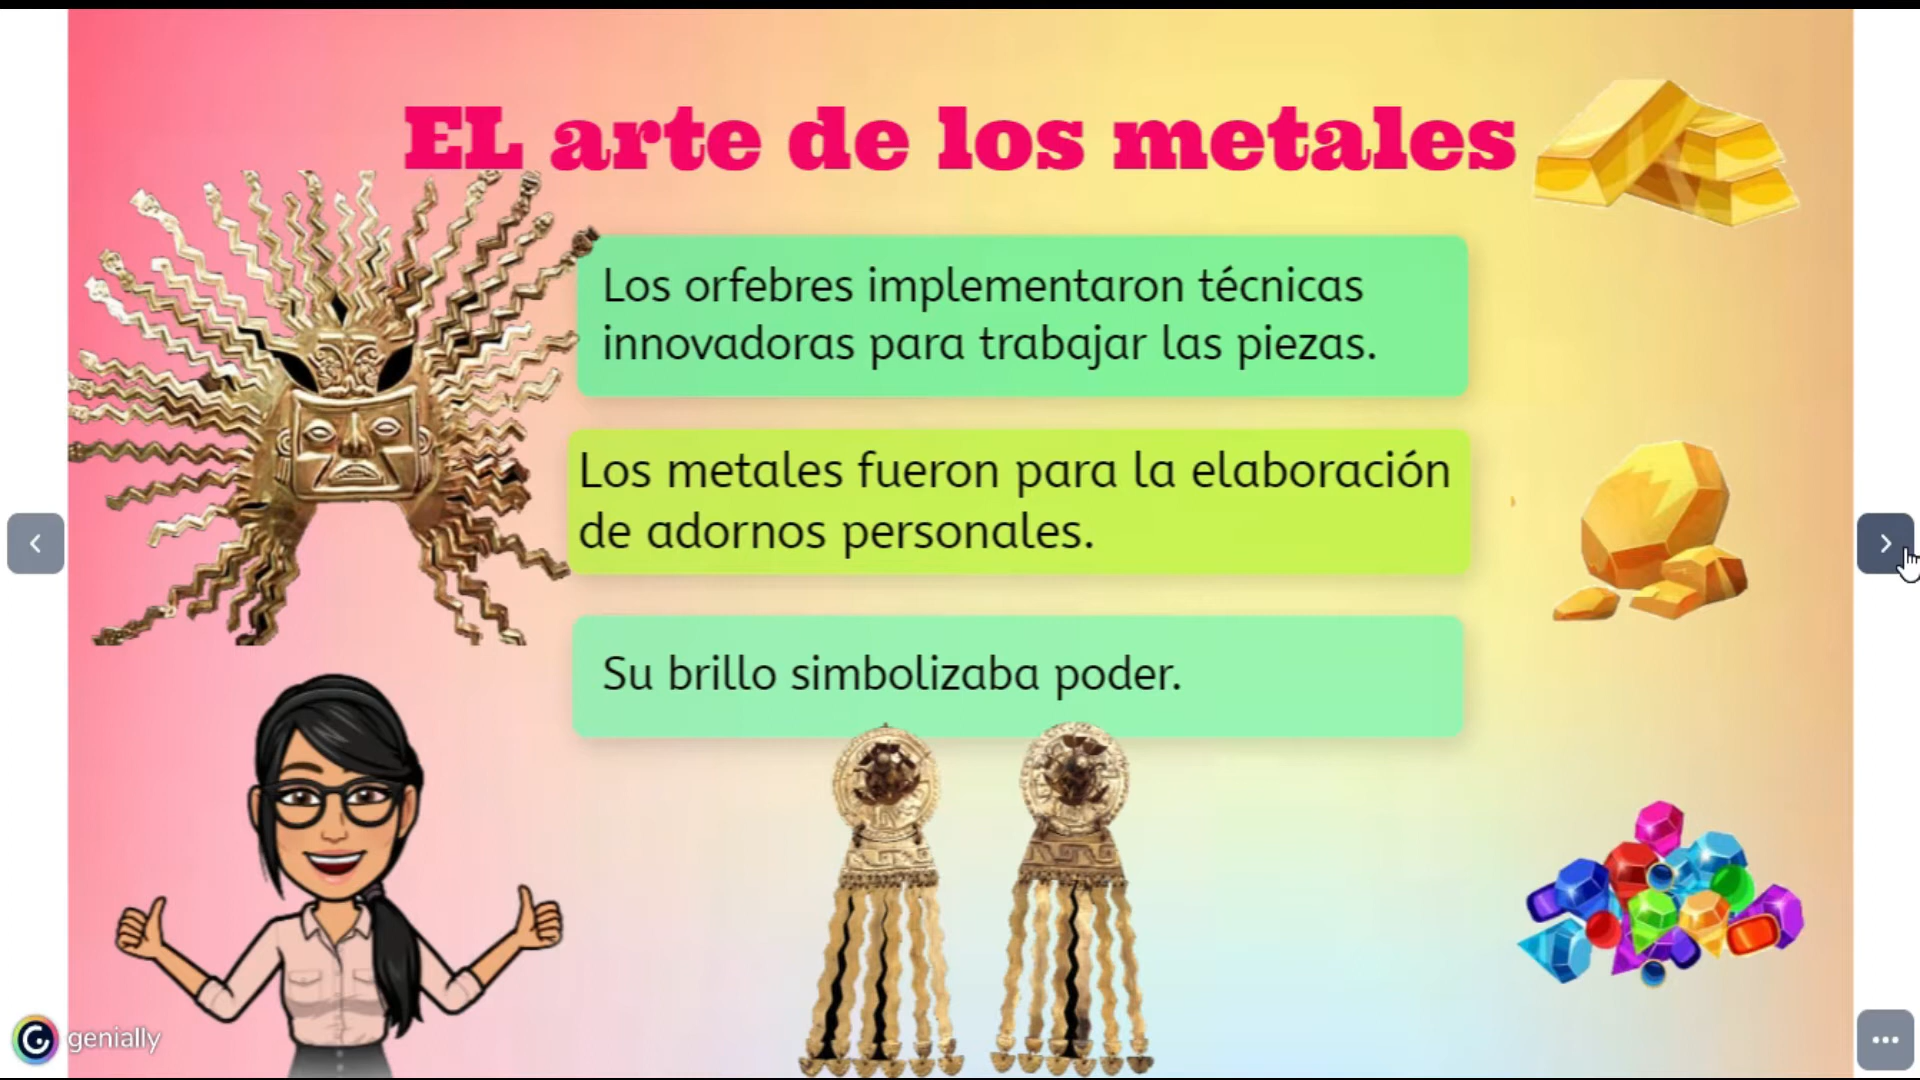 EL arte de los metales
Los orfebres implementaron técnicas
innovadoras para trabajar las piezas.
Los metales fueron para la elaboración
de adornos personales.
Su brillo simbolizaba poder.
genially